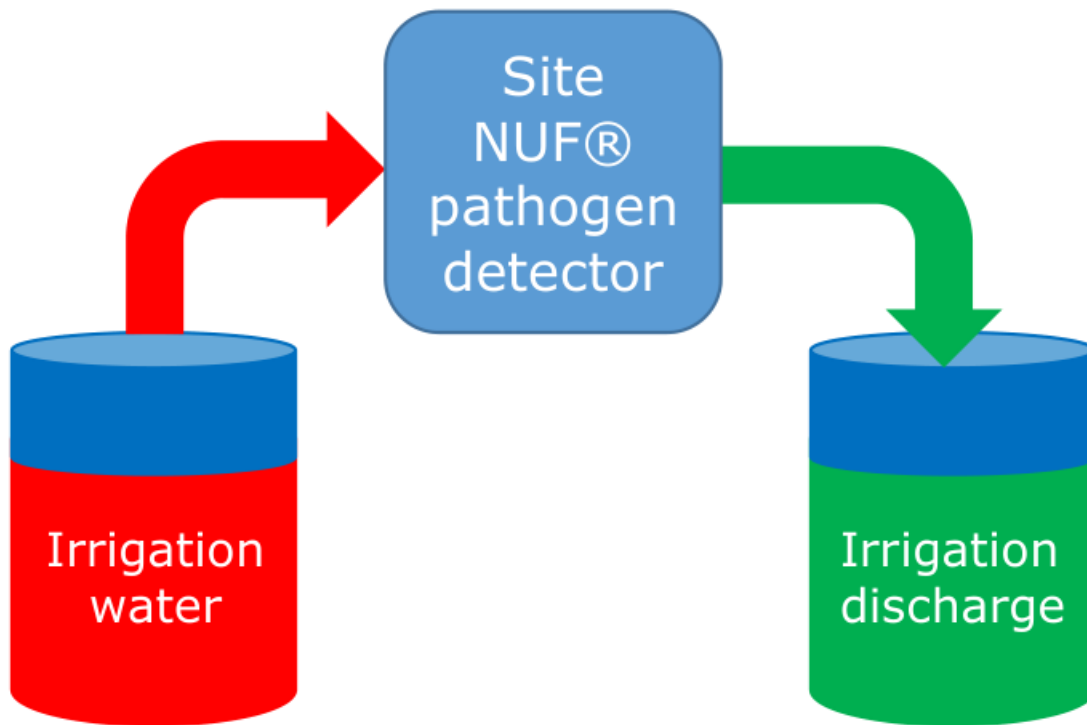 Site
NUF®
pathogen
detector
Irrigation
water
Irrigation
discharge